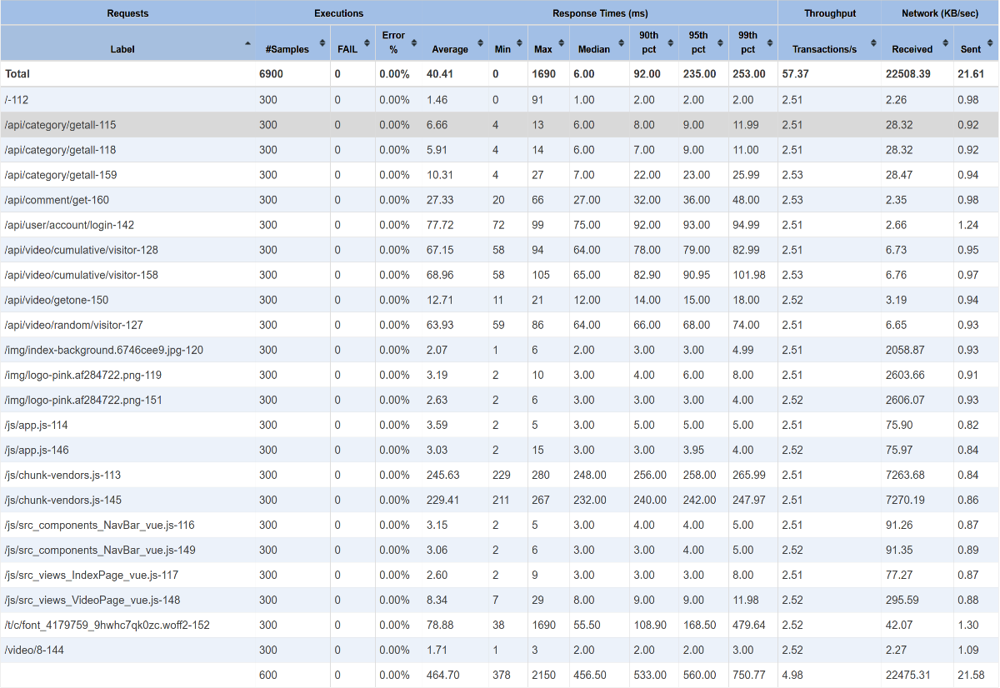 Requests Executions Response Times (ms) Throughput Network (KB/sec)
Label #Samples FAIL Error % Average Min Max Median 90th pct 95th pct 99th pct Transactions/s Received Sent
Total 6900 0 0.00% 40.41 0 1690 6.00 92.00 235.00 253.00 57.37 22508.39 21.61
/-112 300 0 0.00% 1.46 0 91 1.00 2.00 2.00 2.00 2.51 2.26 0.98
/api/category/getall-115 300 0 0.00% 6.66 4 13 6.00 8.00 9.00 11.99 2.51 28.32 0.92
/api/category/getall-118 300 0 0.00% 5.91 4 14 6.00 7.00 9.00 11.00 2.51 28.32 0.92
/api/category/getall-159 300 0 0.00% 10.31 4 27 7.00 22.00 23.00 25.99 2.53 28.47 0.94
/api/comment/get-160 300 0 0.00% 27.33 20 66 27.00 32.00 36.00 48.00 2.53 2.35 0.98
/api/user/account/login-142 300 0 0.00% 77.72 72 99 75.00 92.00 93.00 94.99 2.51 2.66 1.24
/api/video/cumulative/visitor-128 300 0 0.00% 67.15 58 94 64.00 78.00 79.00 82.99 2.51 6.73 0.95
/api/video/cumulative/visitor-158 300 0 0.00% 68.96 58 105 65.00 82.90 90.95 101.98 2.53 6.76 0.97
/api/video/getone-150 300 0 0.00% 12.71 11 21 12.00 14.00 15.00 18.00 2.52 3.19 0.94
/api/video/random/visitor-127 300 0 0.00% 63.93 59 86 64.00 66.00 68.00 74.00 2.51 6.65 0.93
/img/index-background.6746cee9.jpg-120 300 0 0.00% 2.07 1 6 2.00 3.00 3.00 4.99 2.51 2058.87 0.93
/img/logo-pink.af284722.png-119 300 0 0.00% 3.19 2 10 3.00 4.00 6.00 8.00 2.51 2603.66 0.91
/img/logo-pink.af284722.png-151 300 0 0.00% 2.63 2 6 3.00 3.00 3.00 4.00 2.52 2606.07 0.93
/js/app.js-114 300 0 0.00% 3.59 2 5 3.00 5.00 5.00 5.00 2.51 75.90 0.82
/js/app.js-146 300 0 0.00% 3.03 2 15 3.00 3.00 3.95 4.00 2.52 75.97 0.84
/js/chunk-vendors.js-113 300 0 0.00% 245.63 229 280 248.00 256.00 258.00 265.99 2.51 7263.68 0.84
/js/chunk-vendors.js-145 300 0 0.00% 229.41 211 267 232.00 240.00 242.00 247.97 2.51 7270.19 0.86
/js/src_components_NavBar_vue.js-116 300 0 0.00% 3.15 2 5 3.00 4.00 4.00 5.00 2.51 91.26 0.87
/js/src_components_NavBar_vue.js-149 300 0 0.00% 3.06 2 6 3.00 3.00 4.00 5.00 2.52 91.35 0.89
/js/src_views_IndexPage_vue.js-117 300 0 0.00% 2.60 2 9 3.00 3.00 3.00 8.00 2.51 77.27 0.87
/js/src_views_VideoPage_vue.js-148 300 0 0.00% 8.34 7 29 8.00 9.00 9.00 11.98 2.52 295.59 0.88
/t/c/font_4179759_9hwhc7qk0zc.woff2-152 300 0 0.00% 78.88 38 1690 55.50 108.90 168.50 479.64 2.52 42.07 1.30
/video/8-144 300 0 0.00% 1.71 1 3 2.00 2.00 2.00 3.00 2.52 2.27 1.09
600 0 0.00% 464.70 378 2150 456.50 533.00 560.00 750.77 4.98 22475.31 21.58